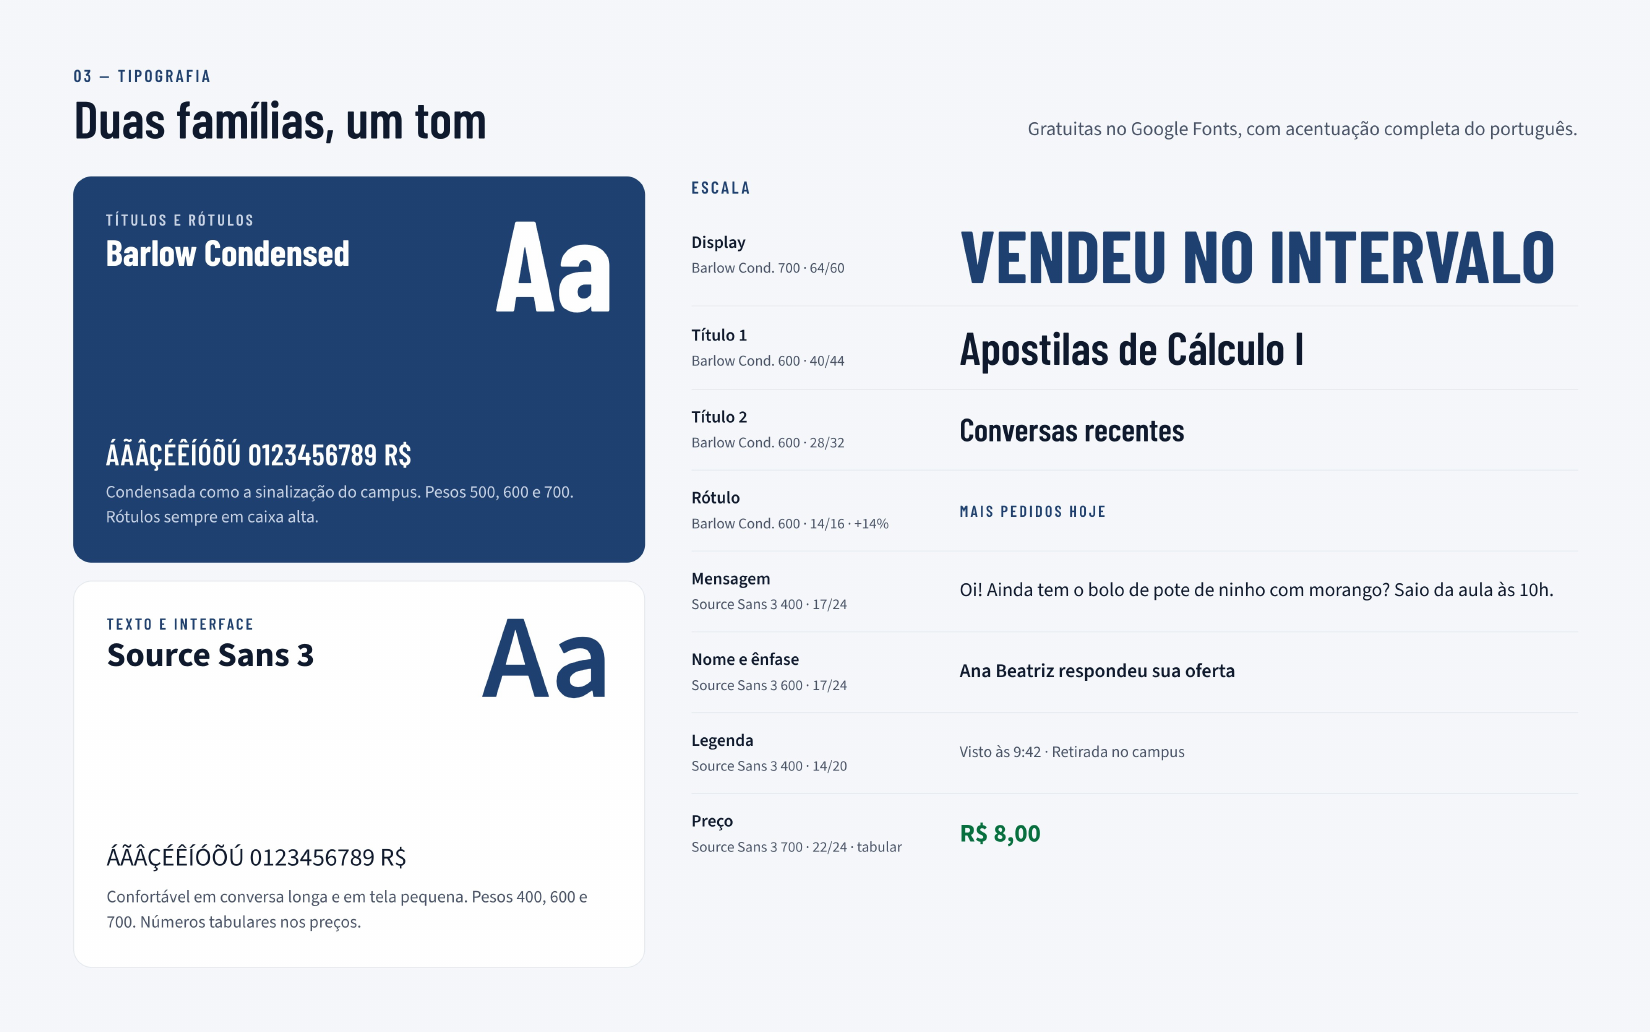 03 — TIPOGRAFIA
Duas famílias, um tom
Gratuitas no Google Fonts, com acentuação completa do português.
TÍTULOS E RÓTULOS
Barlow Condensed
Aa
ÁÃÂÇÉÊÍÓÕÚ 0123456789 R$
Condensada como a sinalização do campus. Pesos 500, 600 e 700.
Rótulos sempre em caixa alta.
TEXTO E INTERFACE
Source Sans 3
Aa
ÁÃÂÇÉÊÍÓÕÚ 0123456789 R$
Confortável em conversa longa e em tela pequena. Pesos 400, 600 e
700. Números tabulares nos preços.
ESCALA
Display
Barlow Cond. 700 · 64/60
VENDEU NO INTERVALO
Título 1
Barlow Cond. 600 · 40/44
Apostilas de Cálculo I
Título 2
Barlow Cond. 600 · 28/32
Conversas recentes
Rótulo
Barlow Cond. 600 · 14/16 · +14%
MAIS PEDIDOS HOJE
Mensagem
Source Sans 3 400 · 17/24
Oi! Ainda tem o bolo de pote de ninho com morango? Saio da aula às 10h.
Nome e ênfase
Source Sans 3 600 · 17/24
Ana Beatriz respondeu sua oferta
Legenda
Source Sans 3 400 · 14/20
Visto às 9:42 · Retirada no campus
Preço
Source Sans 3 700 · 22/24 · tabular
R$ 8,00